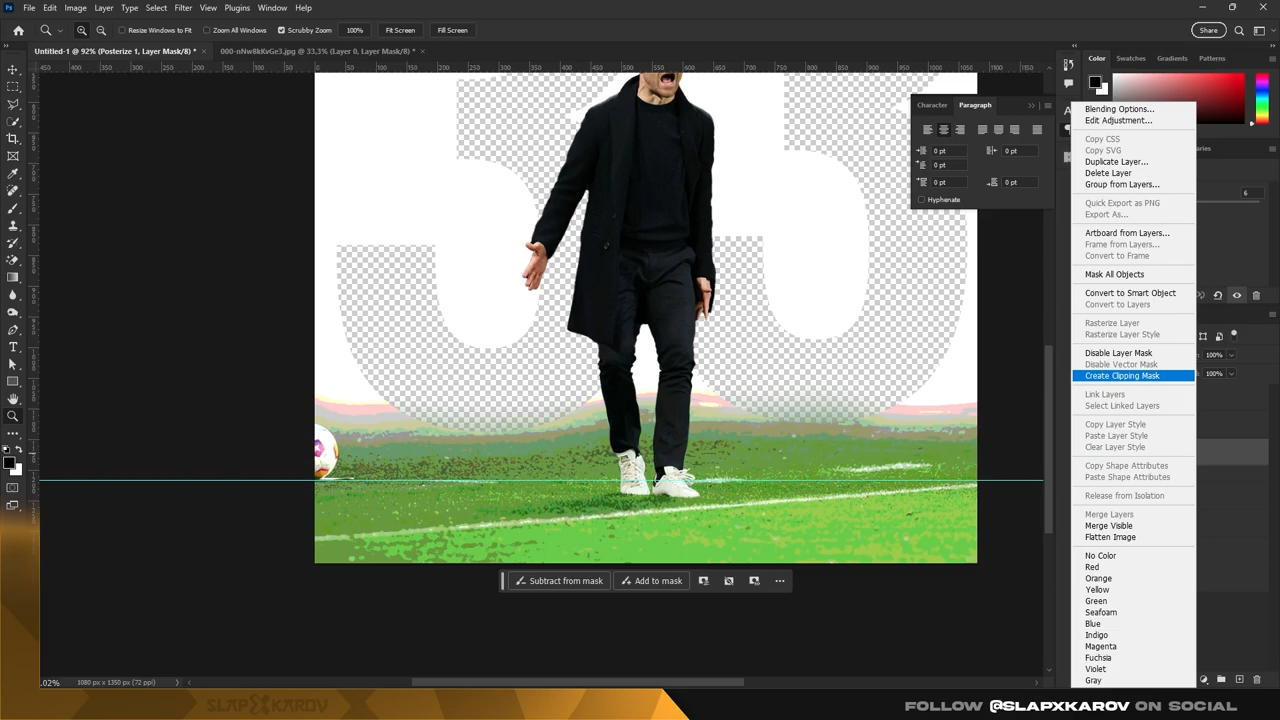 Ps File Edit Image Layer Type Select Filter View Plugins Window Help
Resize Windows to Fit Zoom All Windows Scrubby Zoom 100% Fit Screen Fill Screen Share
Untitled-1 @ 92% (Posterize 1, Layer Mask/8) * × 000-nNw8kKvGe3.jpg @ 33,3% (Layer 0, Layer Mask/8) * ×
Color Swatches Gradients Patterns
Character Paragraph
0 pt 0 pt
0 pt
0 pt 0 pt
Hyphenate
Blending Options...
Edit Adjustment...
Copy CSS
Copy SVG
Duplicate Layer...
Delete Layer
Group from Layers...
Quick Export as PNG
Export As...
Artboard from Layers...
Frame from Layers...
Convert to Frame
Mask All Objects
Convert to Smart Object
Convert to Layers
Rasterize Layer
Rasterize Layer Style
Disable Layer Mask
Disable Vector Mask
Create Clipping Mask
Link Layers
Select Linked Layers
Copy Layer Style
Paste Layer Style
Clear Layer Style
Copy Shape Attributes
Paste Shape Attributes
Release from Isolation
Merge Layers
Merge Visible
Flatten Image
No Color
Red
Orange
Yellow
Green
Seafoam
Blue
Indigo
Magenta
Fuchsia
Violet
Gray
raries
6
100%
100%
Subtract from mask Add to mask
.02% 1080 px x 1350 px (72 ppi)
SLAPXKAROV
FOLLOW @SLAPXKAROV ON SOCIAL